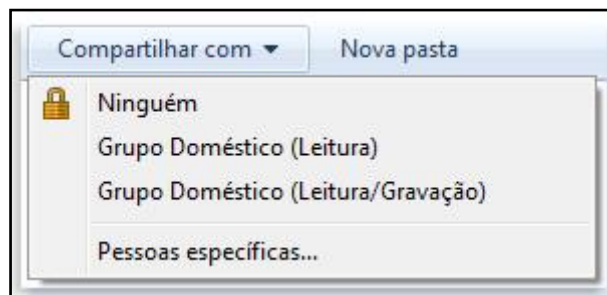 Compartilhar com Nova pasta
Ninguém
Grupo Doméstico (Leitura)
Grupo Doméstico (Leitura/Gravação)
Pessoas específicas...